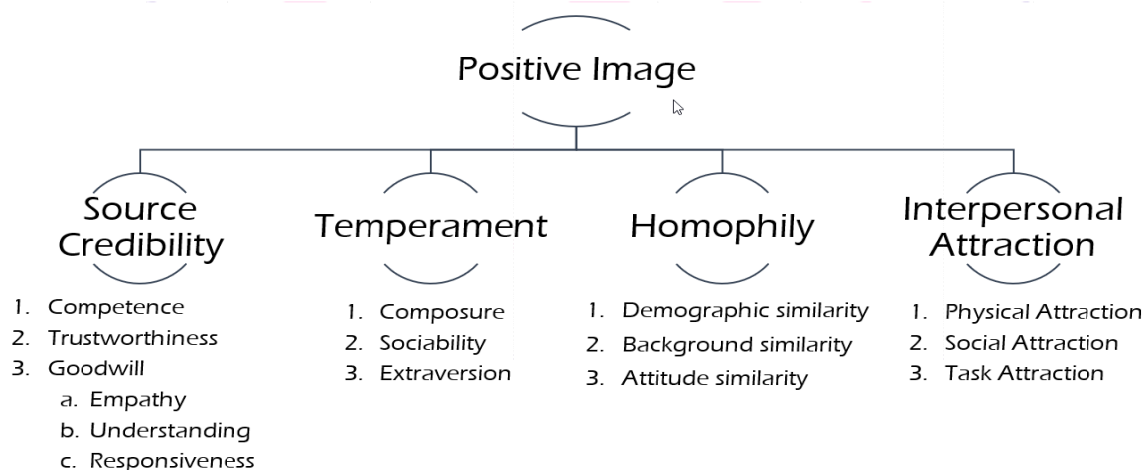 Positive Image
Source
Credibility
1. Competence
2. Trustworthiness
3. Goodwill
a. Empathy
b. Understanding
c. Responsiveness
Temperament
1. Composure
2. Sociability
3. Extraversion
Homophily
1. Demographic similarity
2. Background similarity
3. Attitude similarity
Interpersonal
Attraction
1. Physical Attraction
2. Social Attraction
3. Task Attraction